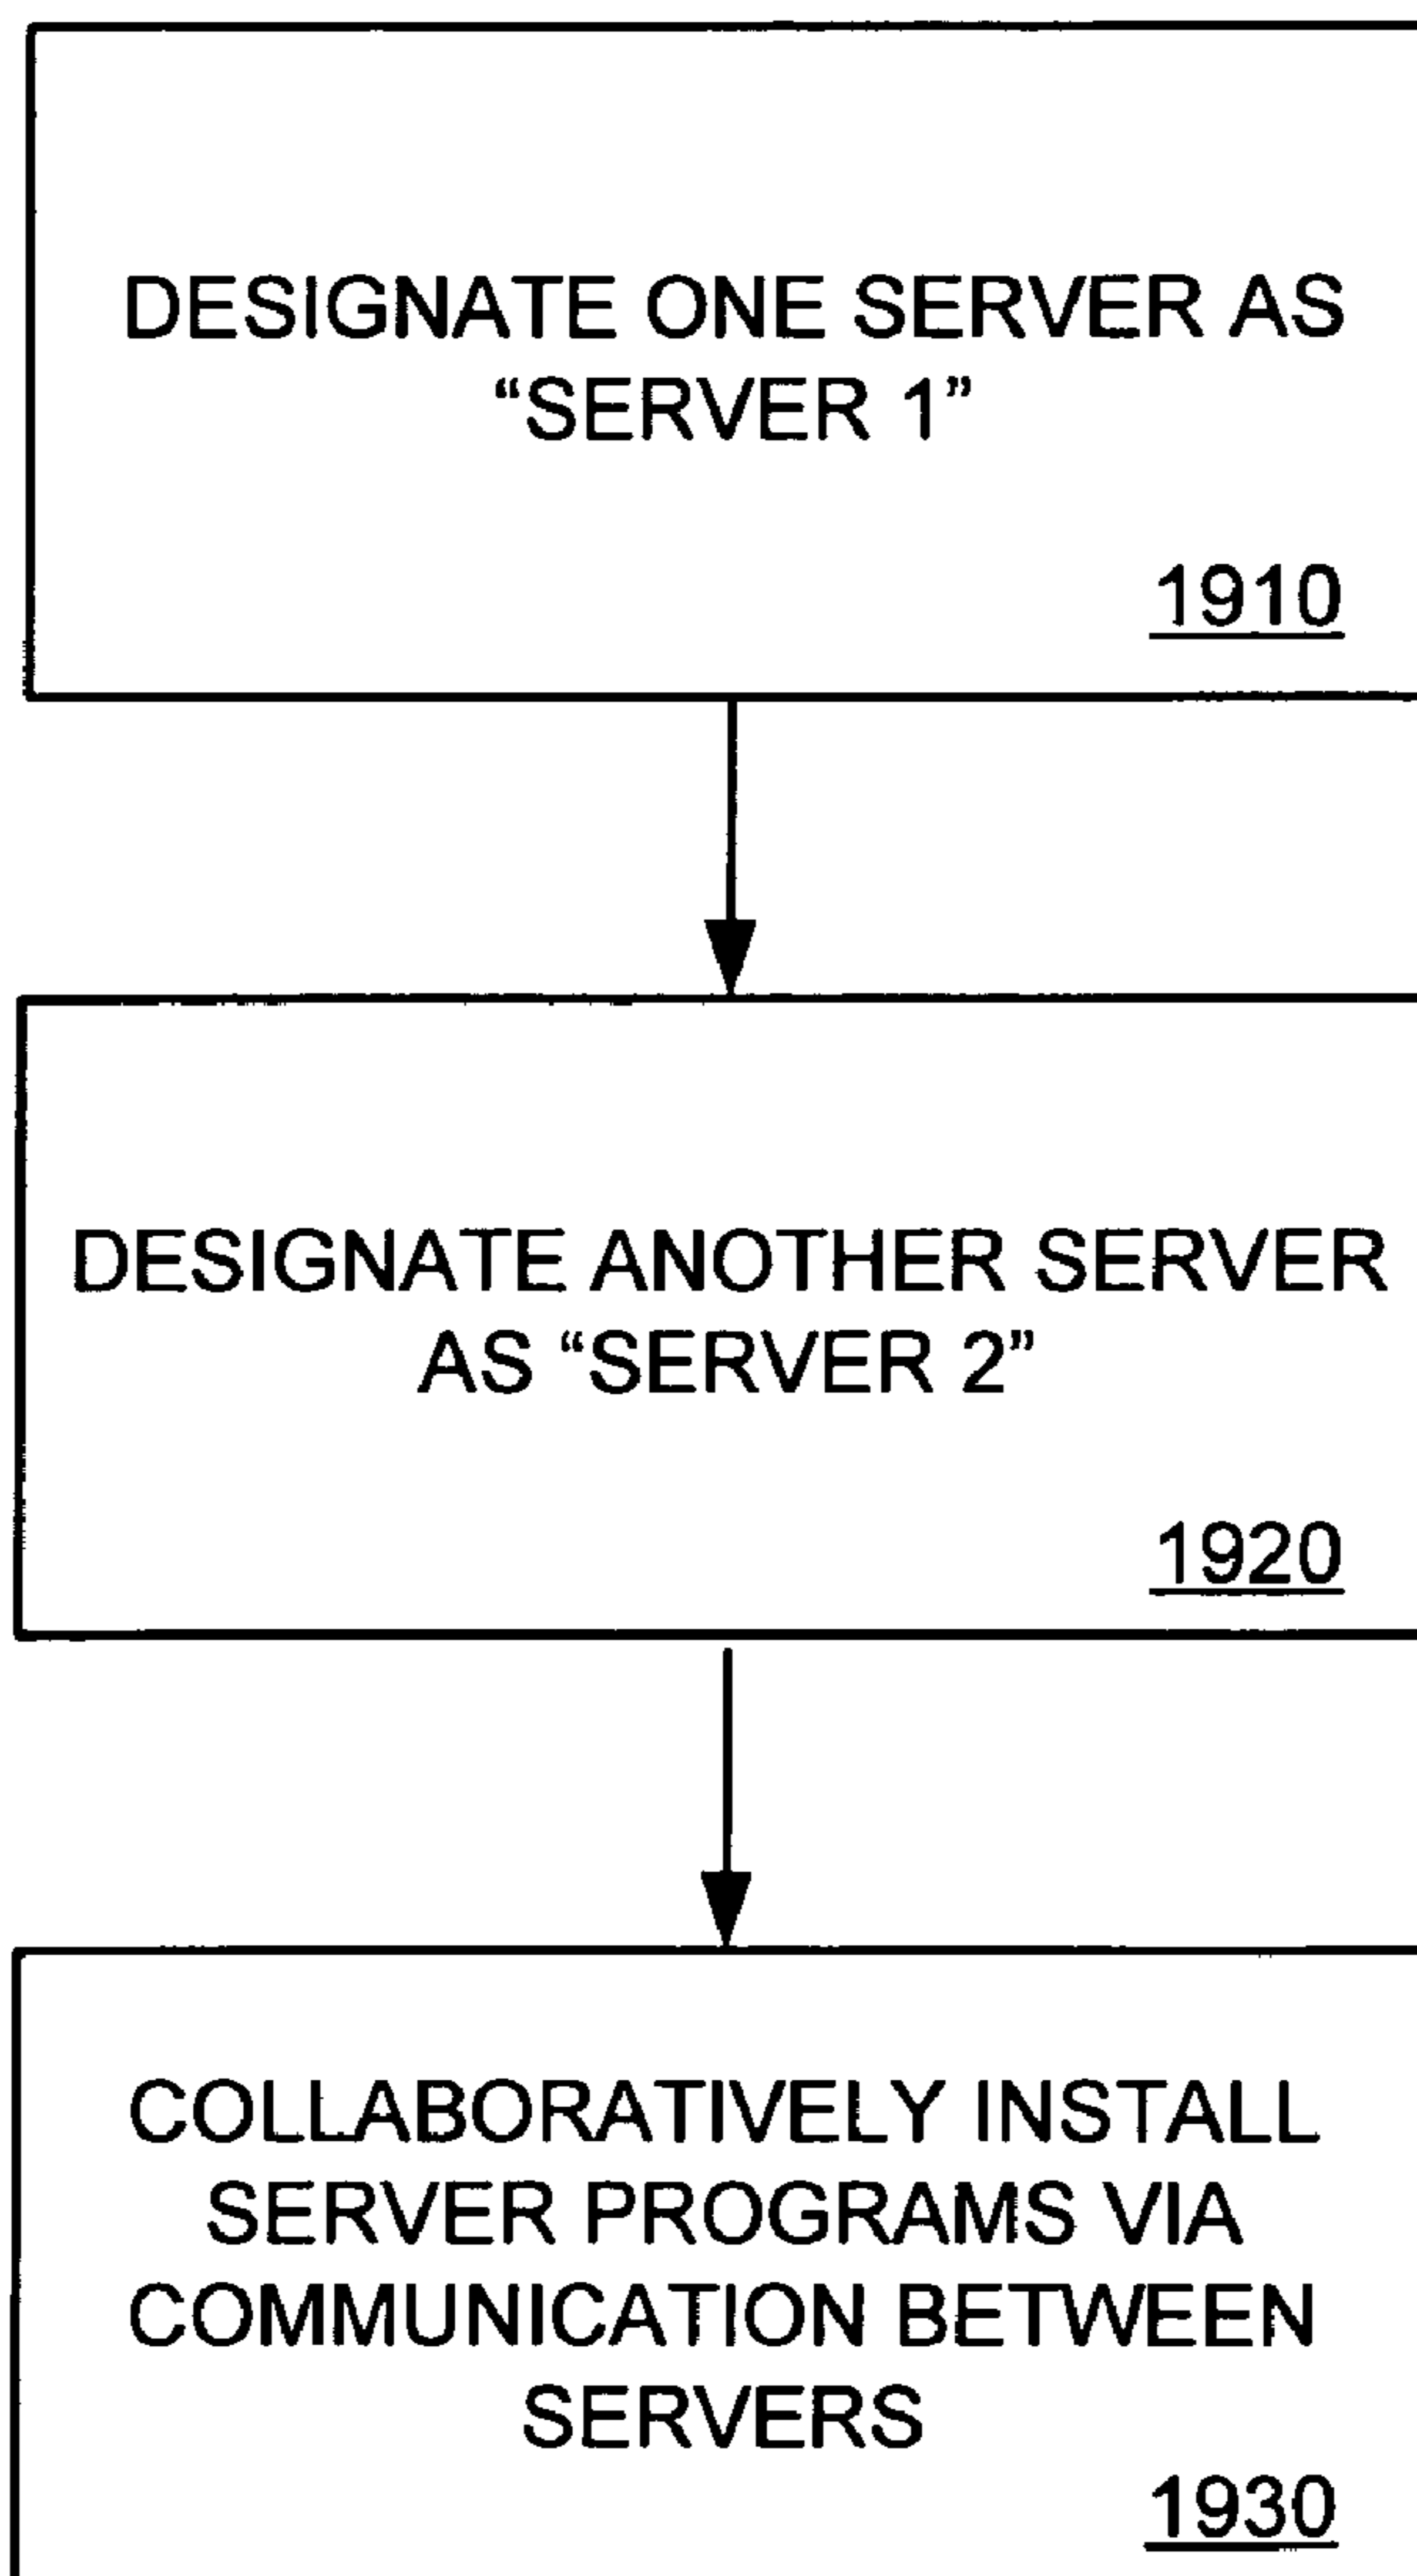 DESIGNATE ONE SERVER AS
“SERVER 1”
1910
DESIGNATE ANOTHER SERVER
AS “SERVER 2”
1920
COLLABORATIVELY INSTALL
SERVER PROGRAMS VIA
COMMUNICATION BETWEEN
SERVERS
1930